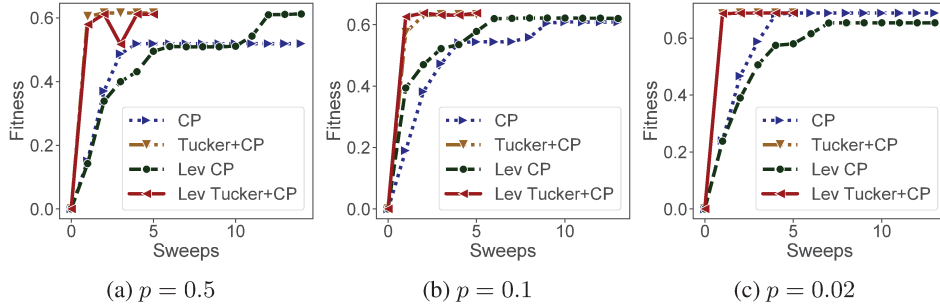 0.6
0.4
0.2
0.0
Fitness
CP
Tucker+CP
Lev CP
Lev Tucker+CP
0
5
10
Sweeps
(a) p = 0.5
0.6
0.4
0.2
0.0
Fitness
CP
Tucker+CP
Lev CP
Lev Tucker+CP
0
5
10
Sweeps
(b) p = 0.1
0.6
0.4
0.2
0.0
Fitness
CP
Tucker+CP
Lev CP
Lev Tucker+CP
0
5
10
Sweeps
(c) p = 0.02